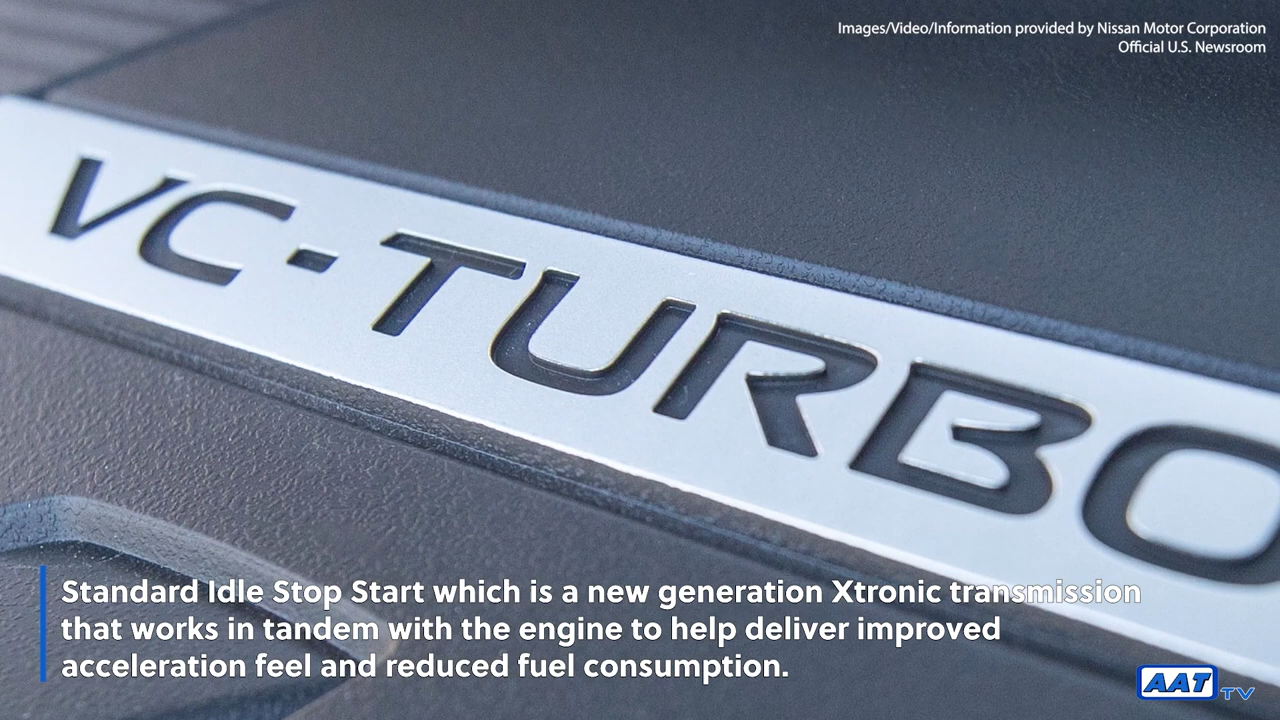 Images/Video/Information provided by Nissan Motor Corporation
Official U.S. Newsroom
VC-TURBO
Standard Idle Stop Start which is a new generation Xtronic transmission
that works in tandem with the engine to help deliver improved
acceleration feel and reduced fuel consumption.
AAT TV